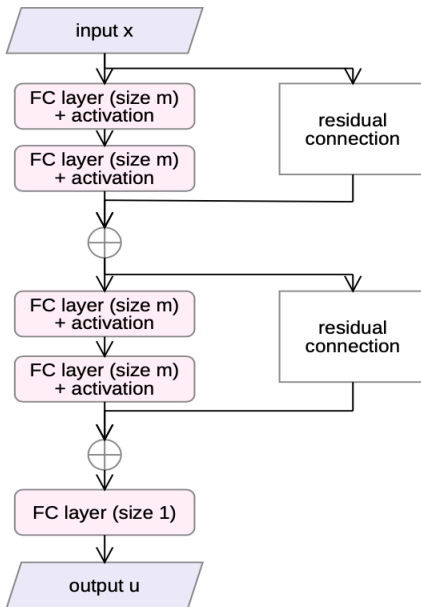 input x
FC layer (size m)
+ activation
residual
connection
FC layer (size m)
+ activation
FC layer (size m)
+ activation
residual
connection
FC layer (size m)
+ activation
FC layer (size 1)
output u